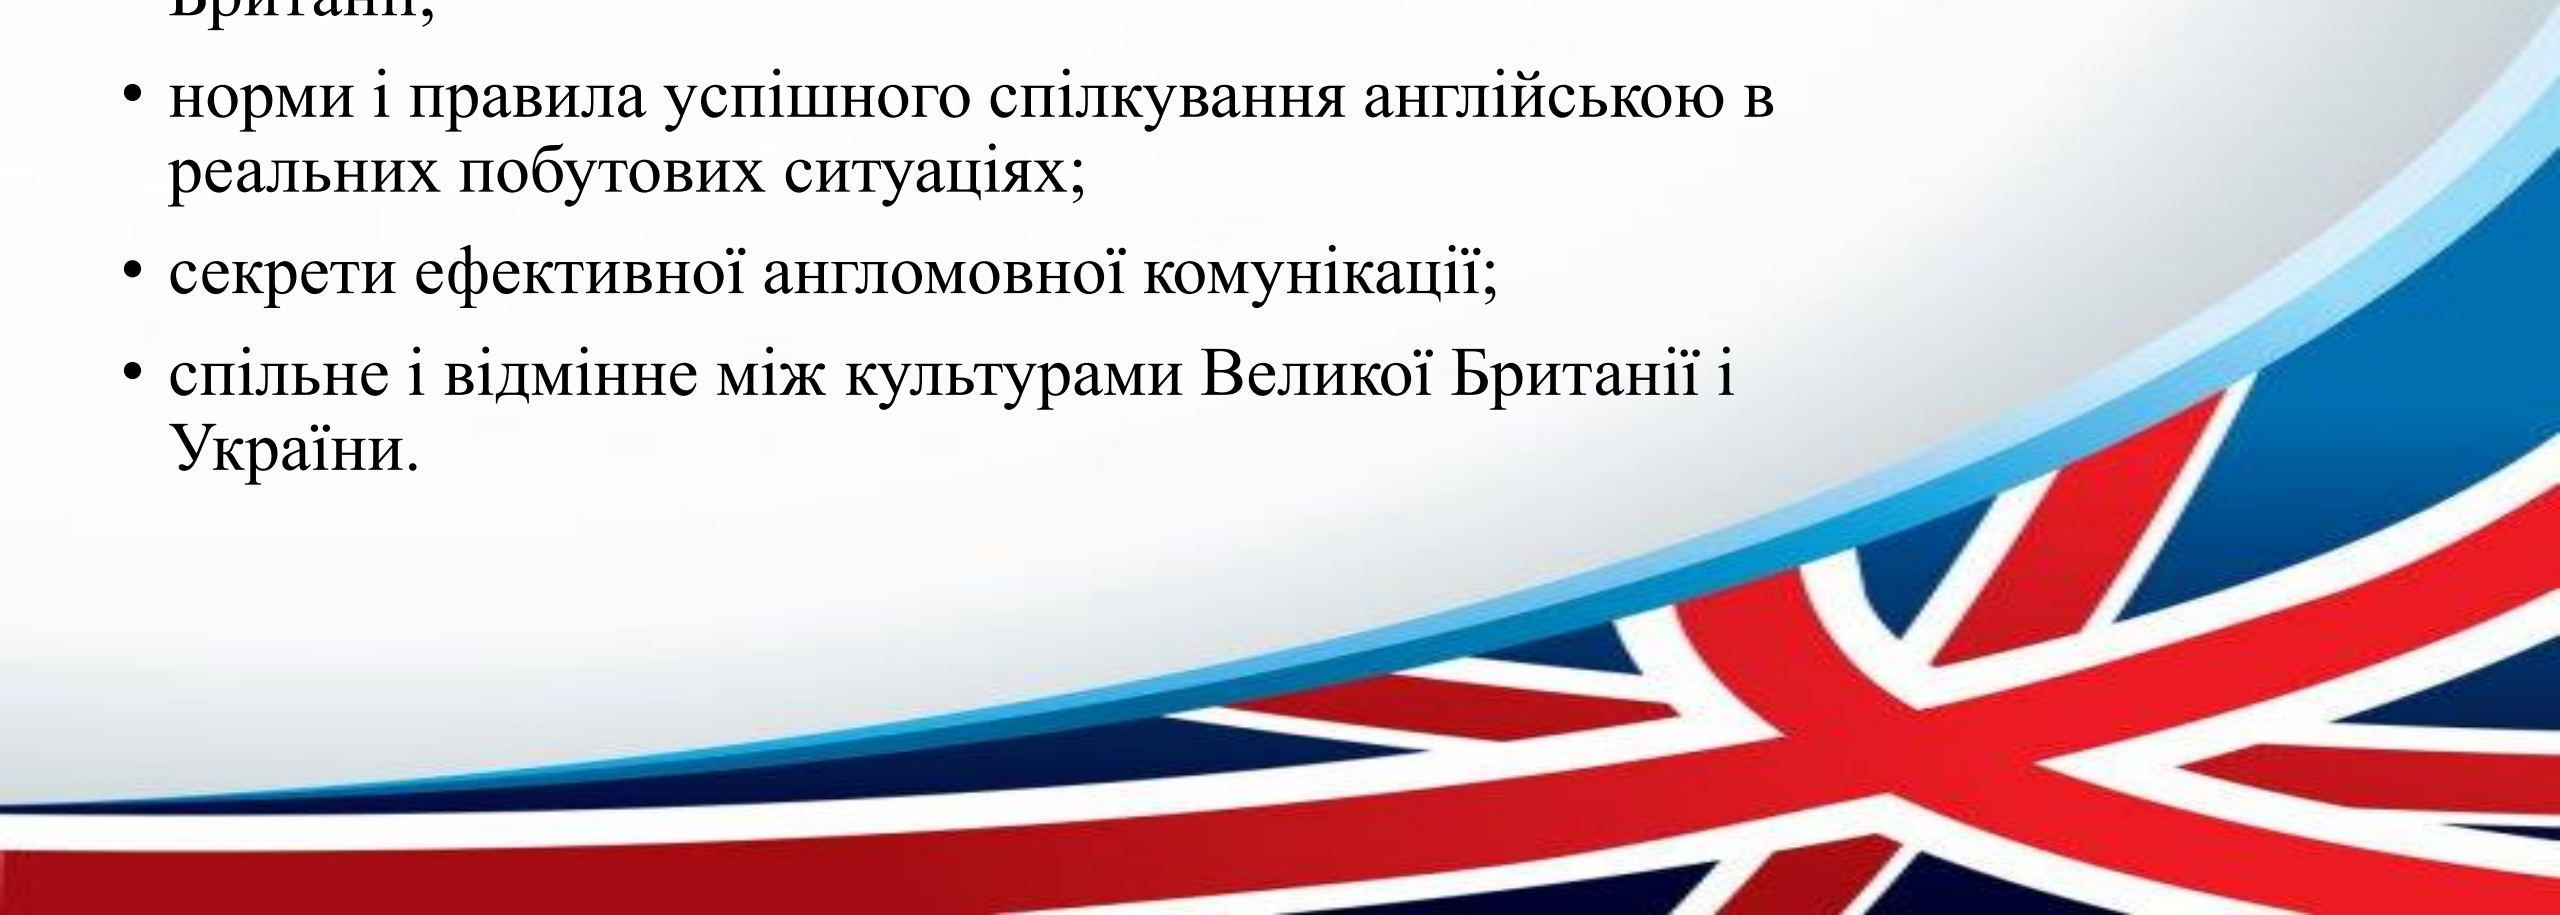 Британії;
• норми і правила успішного спілкування англійською в
реальних побутових ситуаціях;
• секрети ефективної англомовної комунікації;
• спільне і відмінне між культурами Великої Британії і
України.